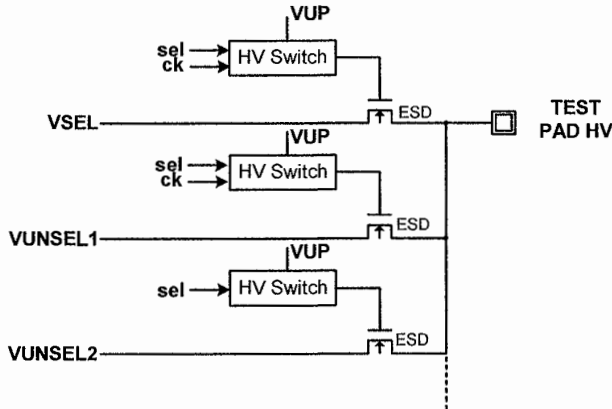 VUP
sel
ck
HV Switch
ESD
VSEL
TEST
PAD HV
VUP
sel
ck
HV Switch
ESD
VUNSEL1
VUP
sel
HV Switch
ESD
VUNSEL2